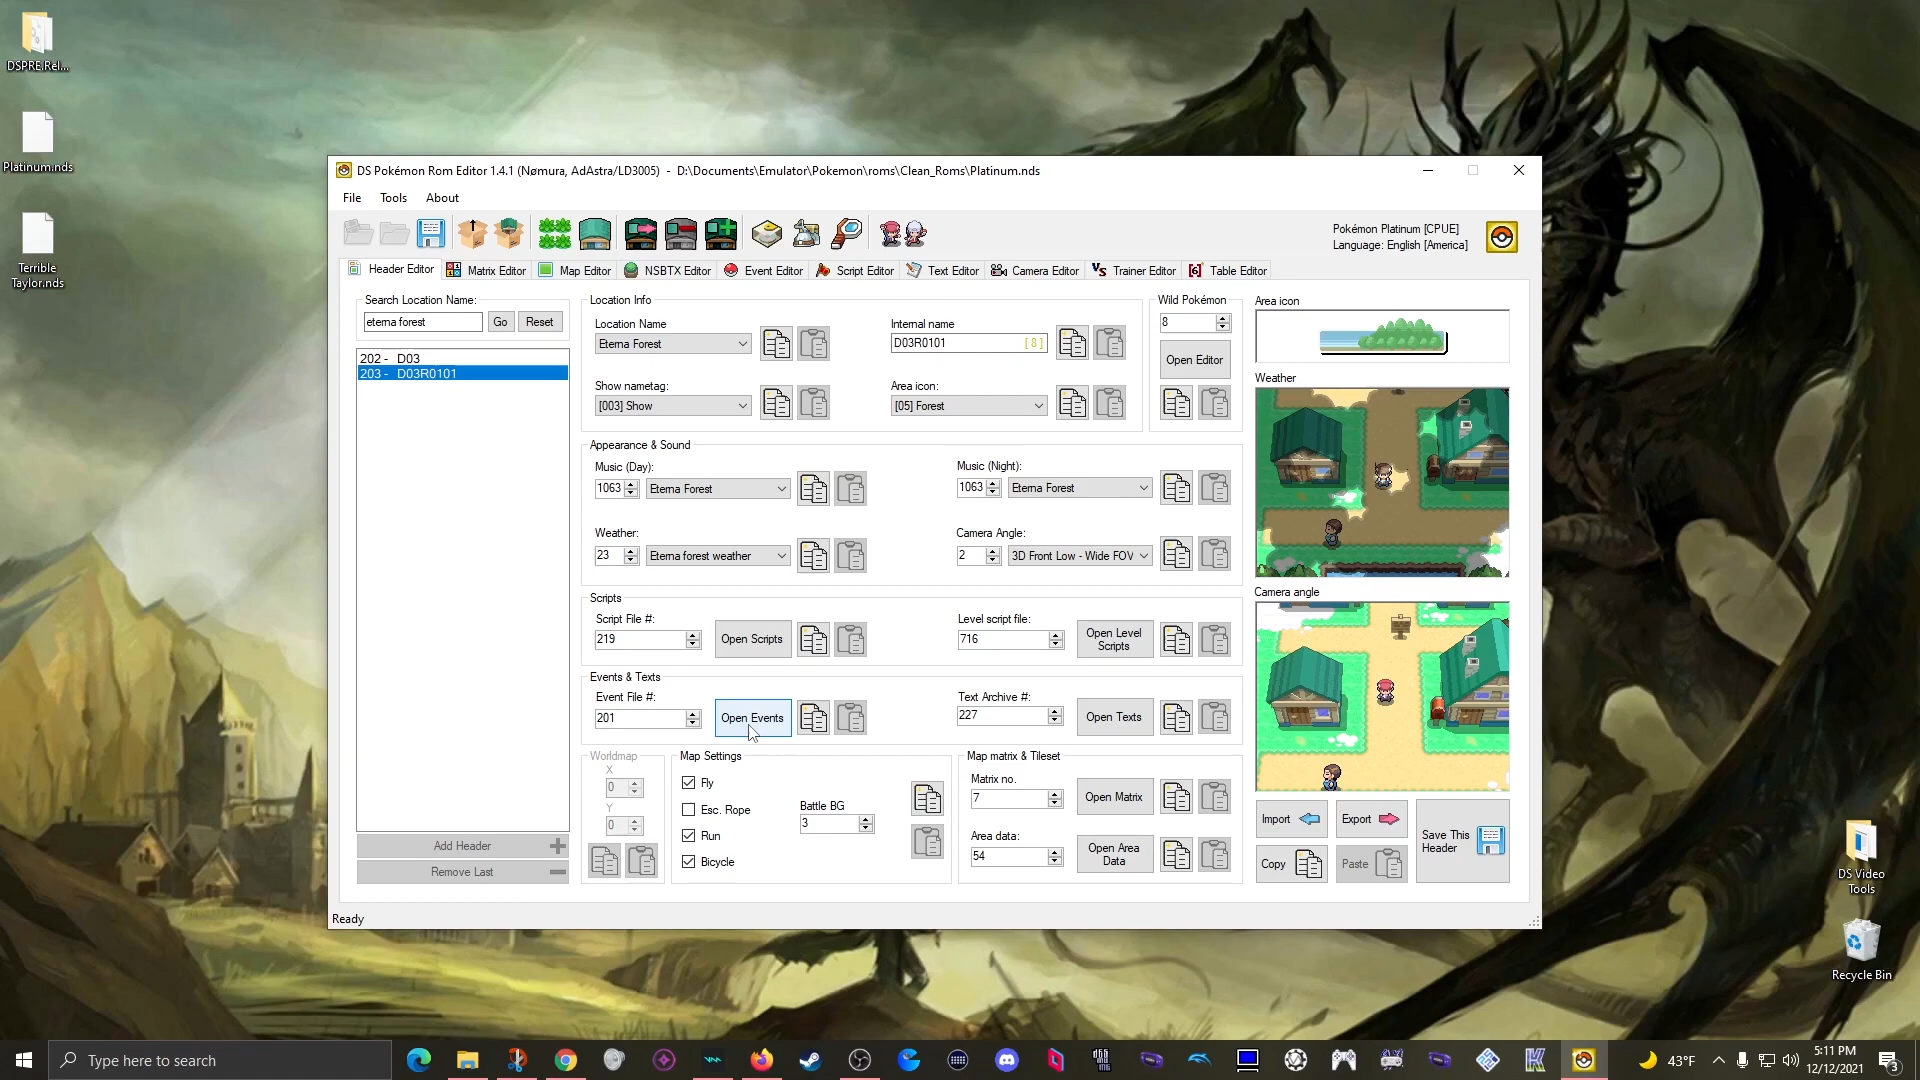 DSPRE.Rel...
Platinum.nds
Terrible
Taylor.nds
DS Pokémon Rom Editor 1.4.1 (Nømura, AdAstra/LD3005)  -  D:\Documents\Emulator\Pokemon\roms\Clean_Roms\Platinum.nds
File Tools About
Pokémon Platinum [CPUE]
Language: English [America]
Header Editor Matrix Editor Map Editor NSBTX Editor Event Editor Script Editor Text Editor Camera Editor Trainer Editor Table Editor
Search Location Name:
eterna forest Go Reset
202 -  D03
203 -  D03R0101
Add Header
Remove Last
Location Info
Location Name
Eterna Forest
Internal name
D03R0101 [ 8 ]
Show nametag:
[003] Show
Area icon:
[05] Forest
Wild Pokémon
8
Open Editor
Appearance & Sound
Music (Day):
1063 Eterna Forest
Music (Night):
1063 Eterna Forest
Weather:
23 Eterna forest weather
Camera Angle:
2 3D Front Low - Wide FOV
Scripts
Script File #:
219 Open Scripts
Level script file:
716 Open Level
Scripts
Events & Texts
Event File #:
201 Open Events
Text Archive #:
227 Open Texts
Worldmap
X
0
Y
0
Map Settings
Fly
Esc. Rope
Run
Bicycle
Battle BG
3
Map matrix & Tileset
Matrix no.
7 Open Matrix
Area data:
54 Open Area
Data
Area icon
Weather
Camera angle
Import Export
Copy Paste
Save This
Header
Ready
DS Video
Tools
Recycle Bin
Type here to search
43°F
5:11 PM
12/12/2021
3